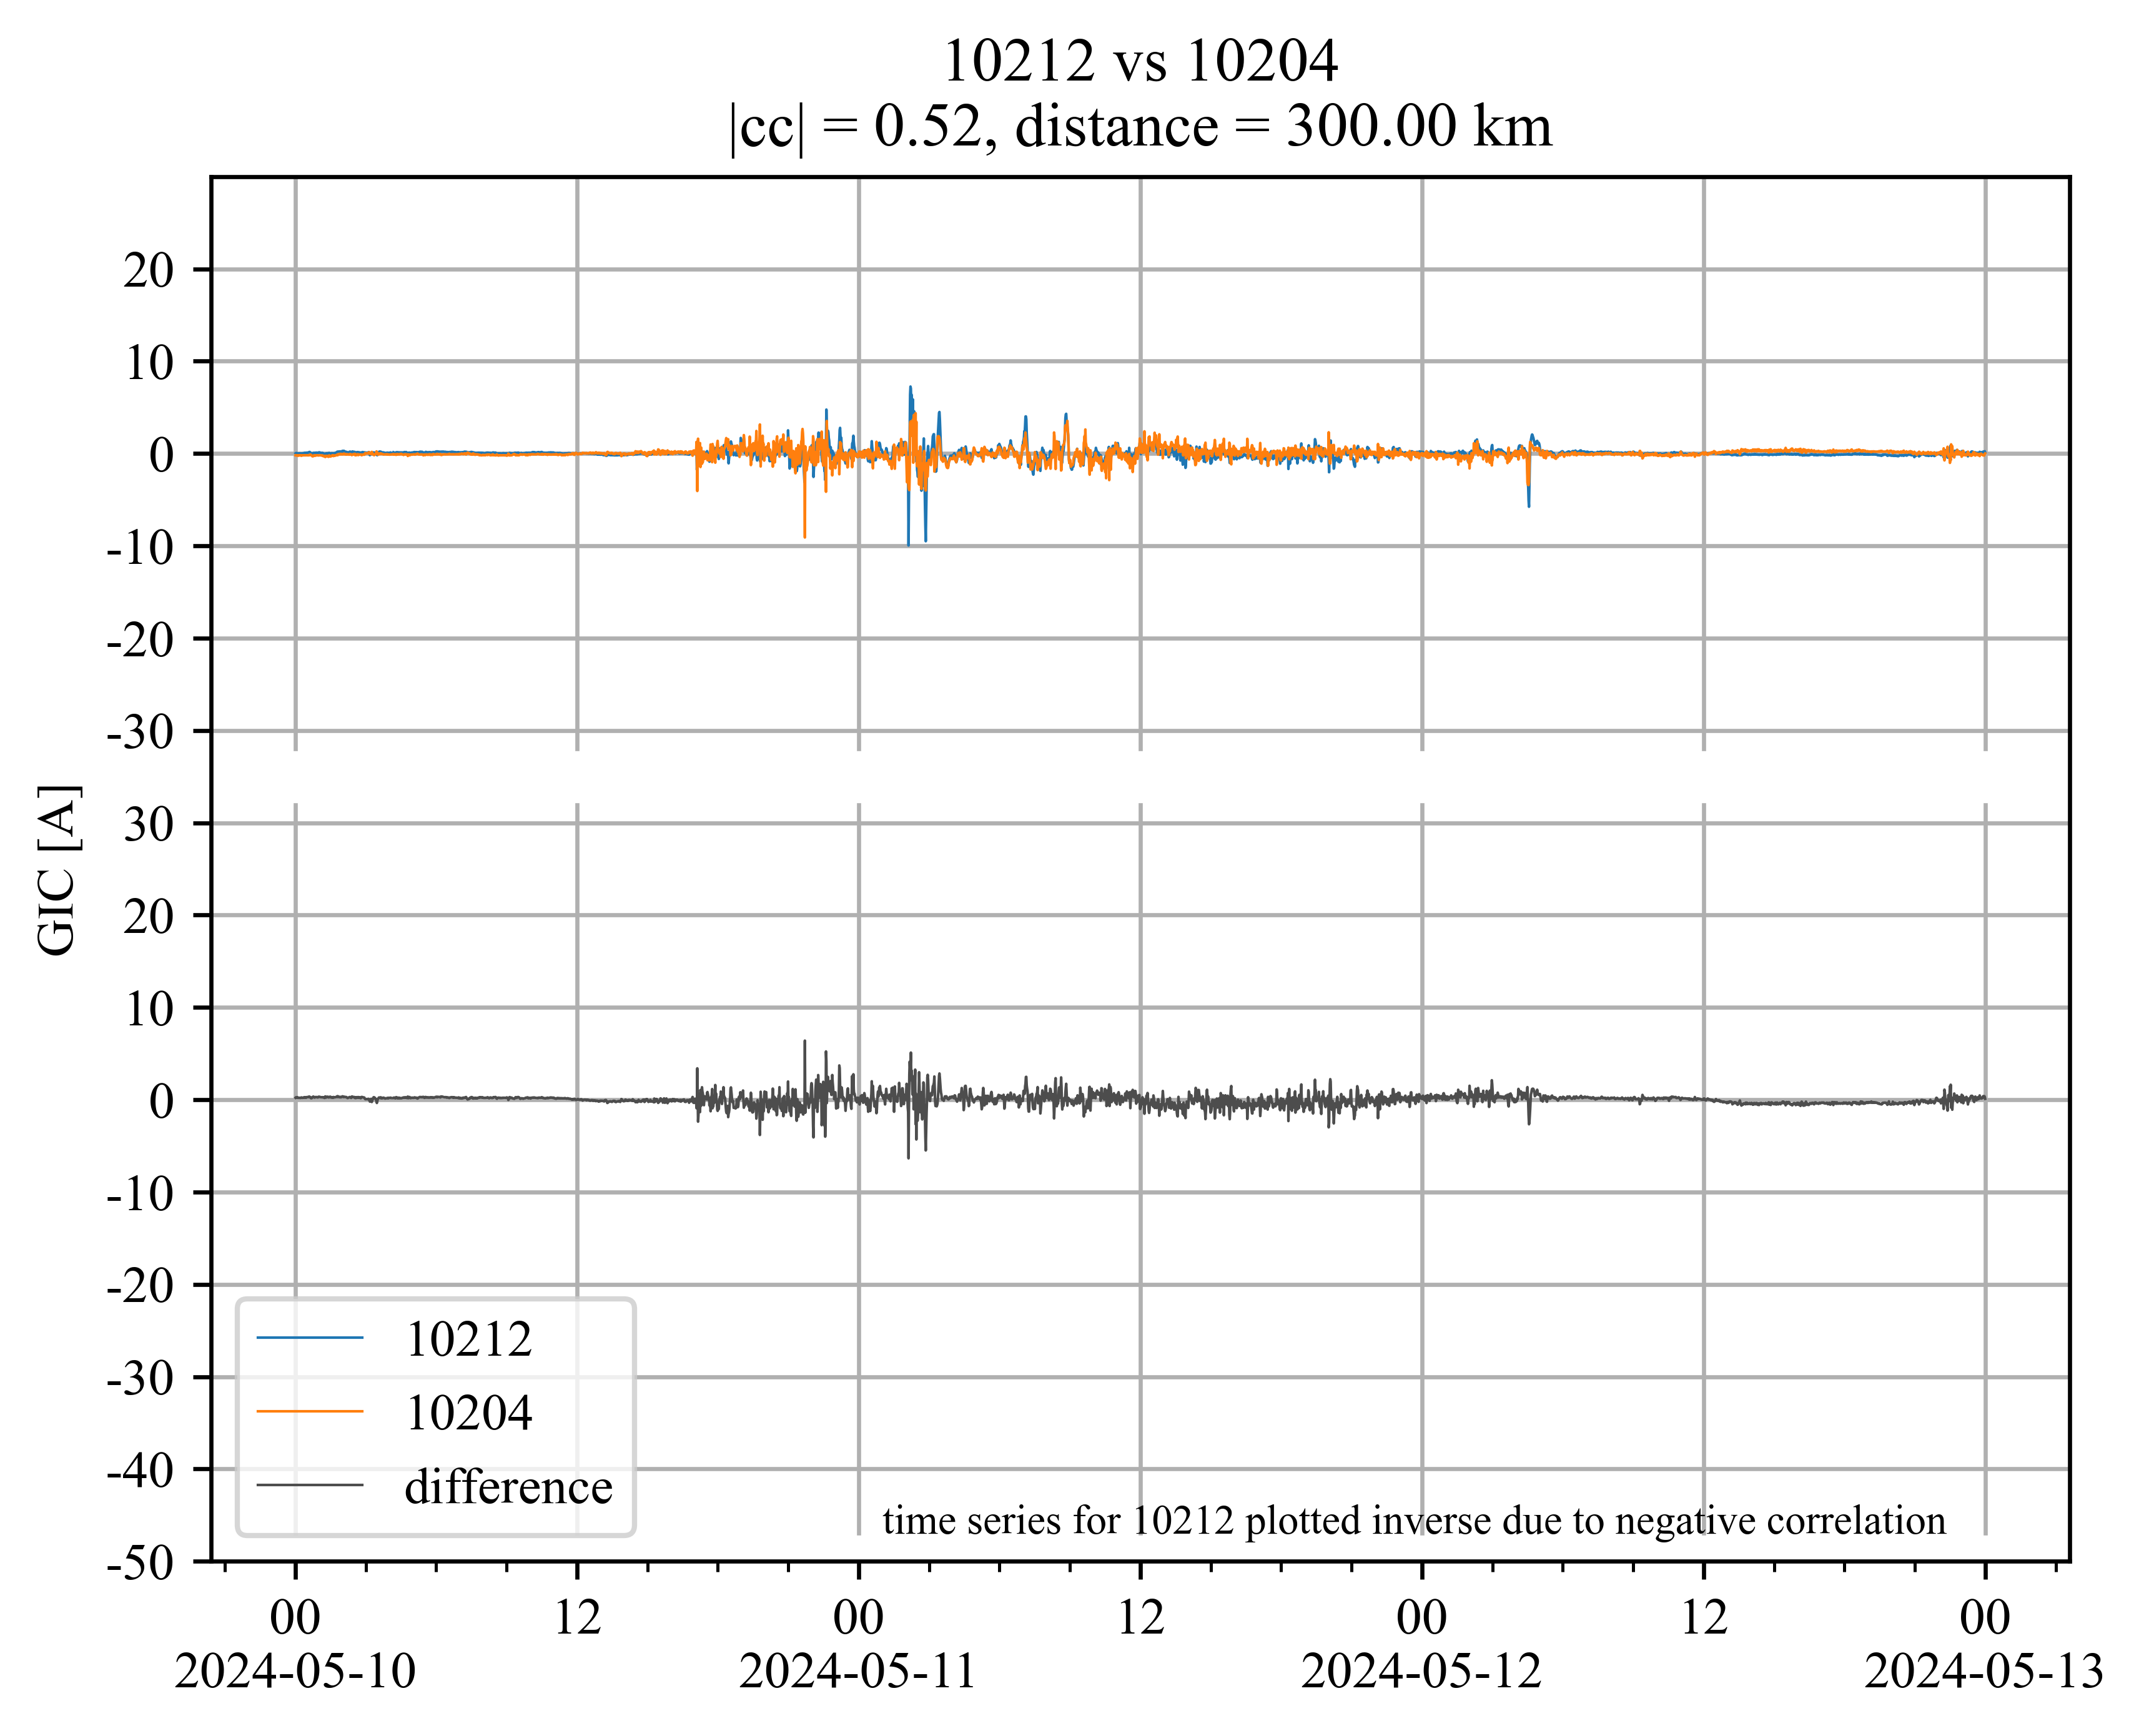 10212 vs 10204
|cc| = 0.52, distance = 300.00 km
20
10
0
-10
-20
-30
30
20
10
0
-10
-20
-30
-40
-50
GIC [A]
10212
10204
difference
time series for 10212 plotted inverse due to negative correlation
00 12 00 12 00 12 00
2024-05-10 2024-05-11 2024-05-12 2024-05-13